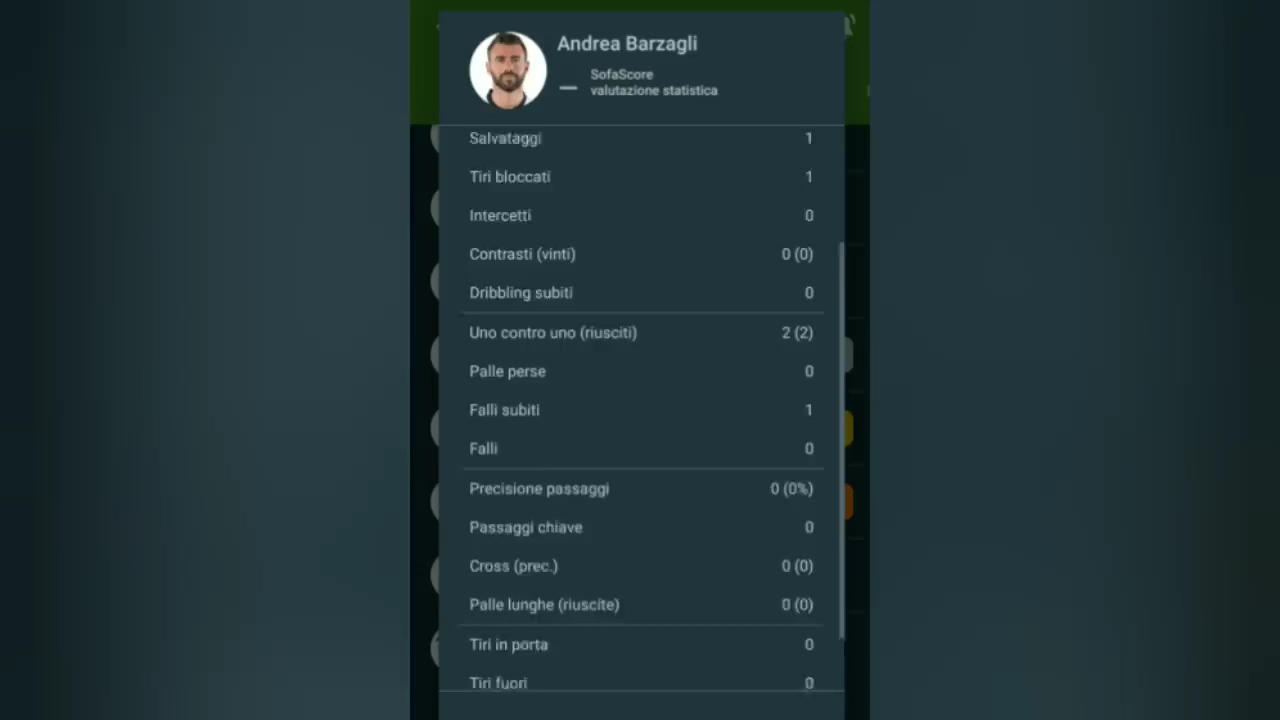 Andrea Barzagli
SofaScore
valutazione statistica
Salvataggi 1
Tiri bloccati 1
Intercetti 0
Contrasti (vinti) 0 (0)
Dribbling subiti 0
Uno contro uno (riusciti) 2 (2)
Palle perse 0
Falli subiti 1
Falli 0
Precisione passaggi 0 (0%)
Passaggi chiave 0
Cross (prec.) 0 (0)
Palle lunghe (riuscite) 0 (0)
Tiri in porta 0
Tiri fuori 0